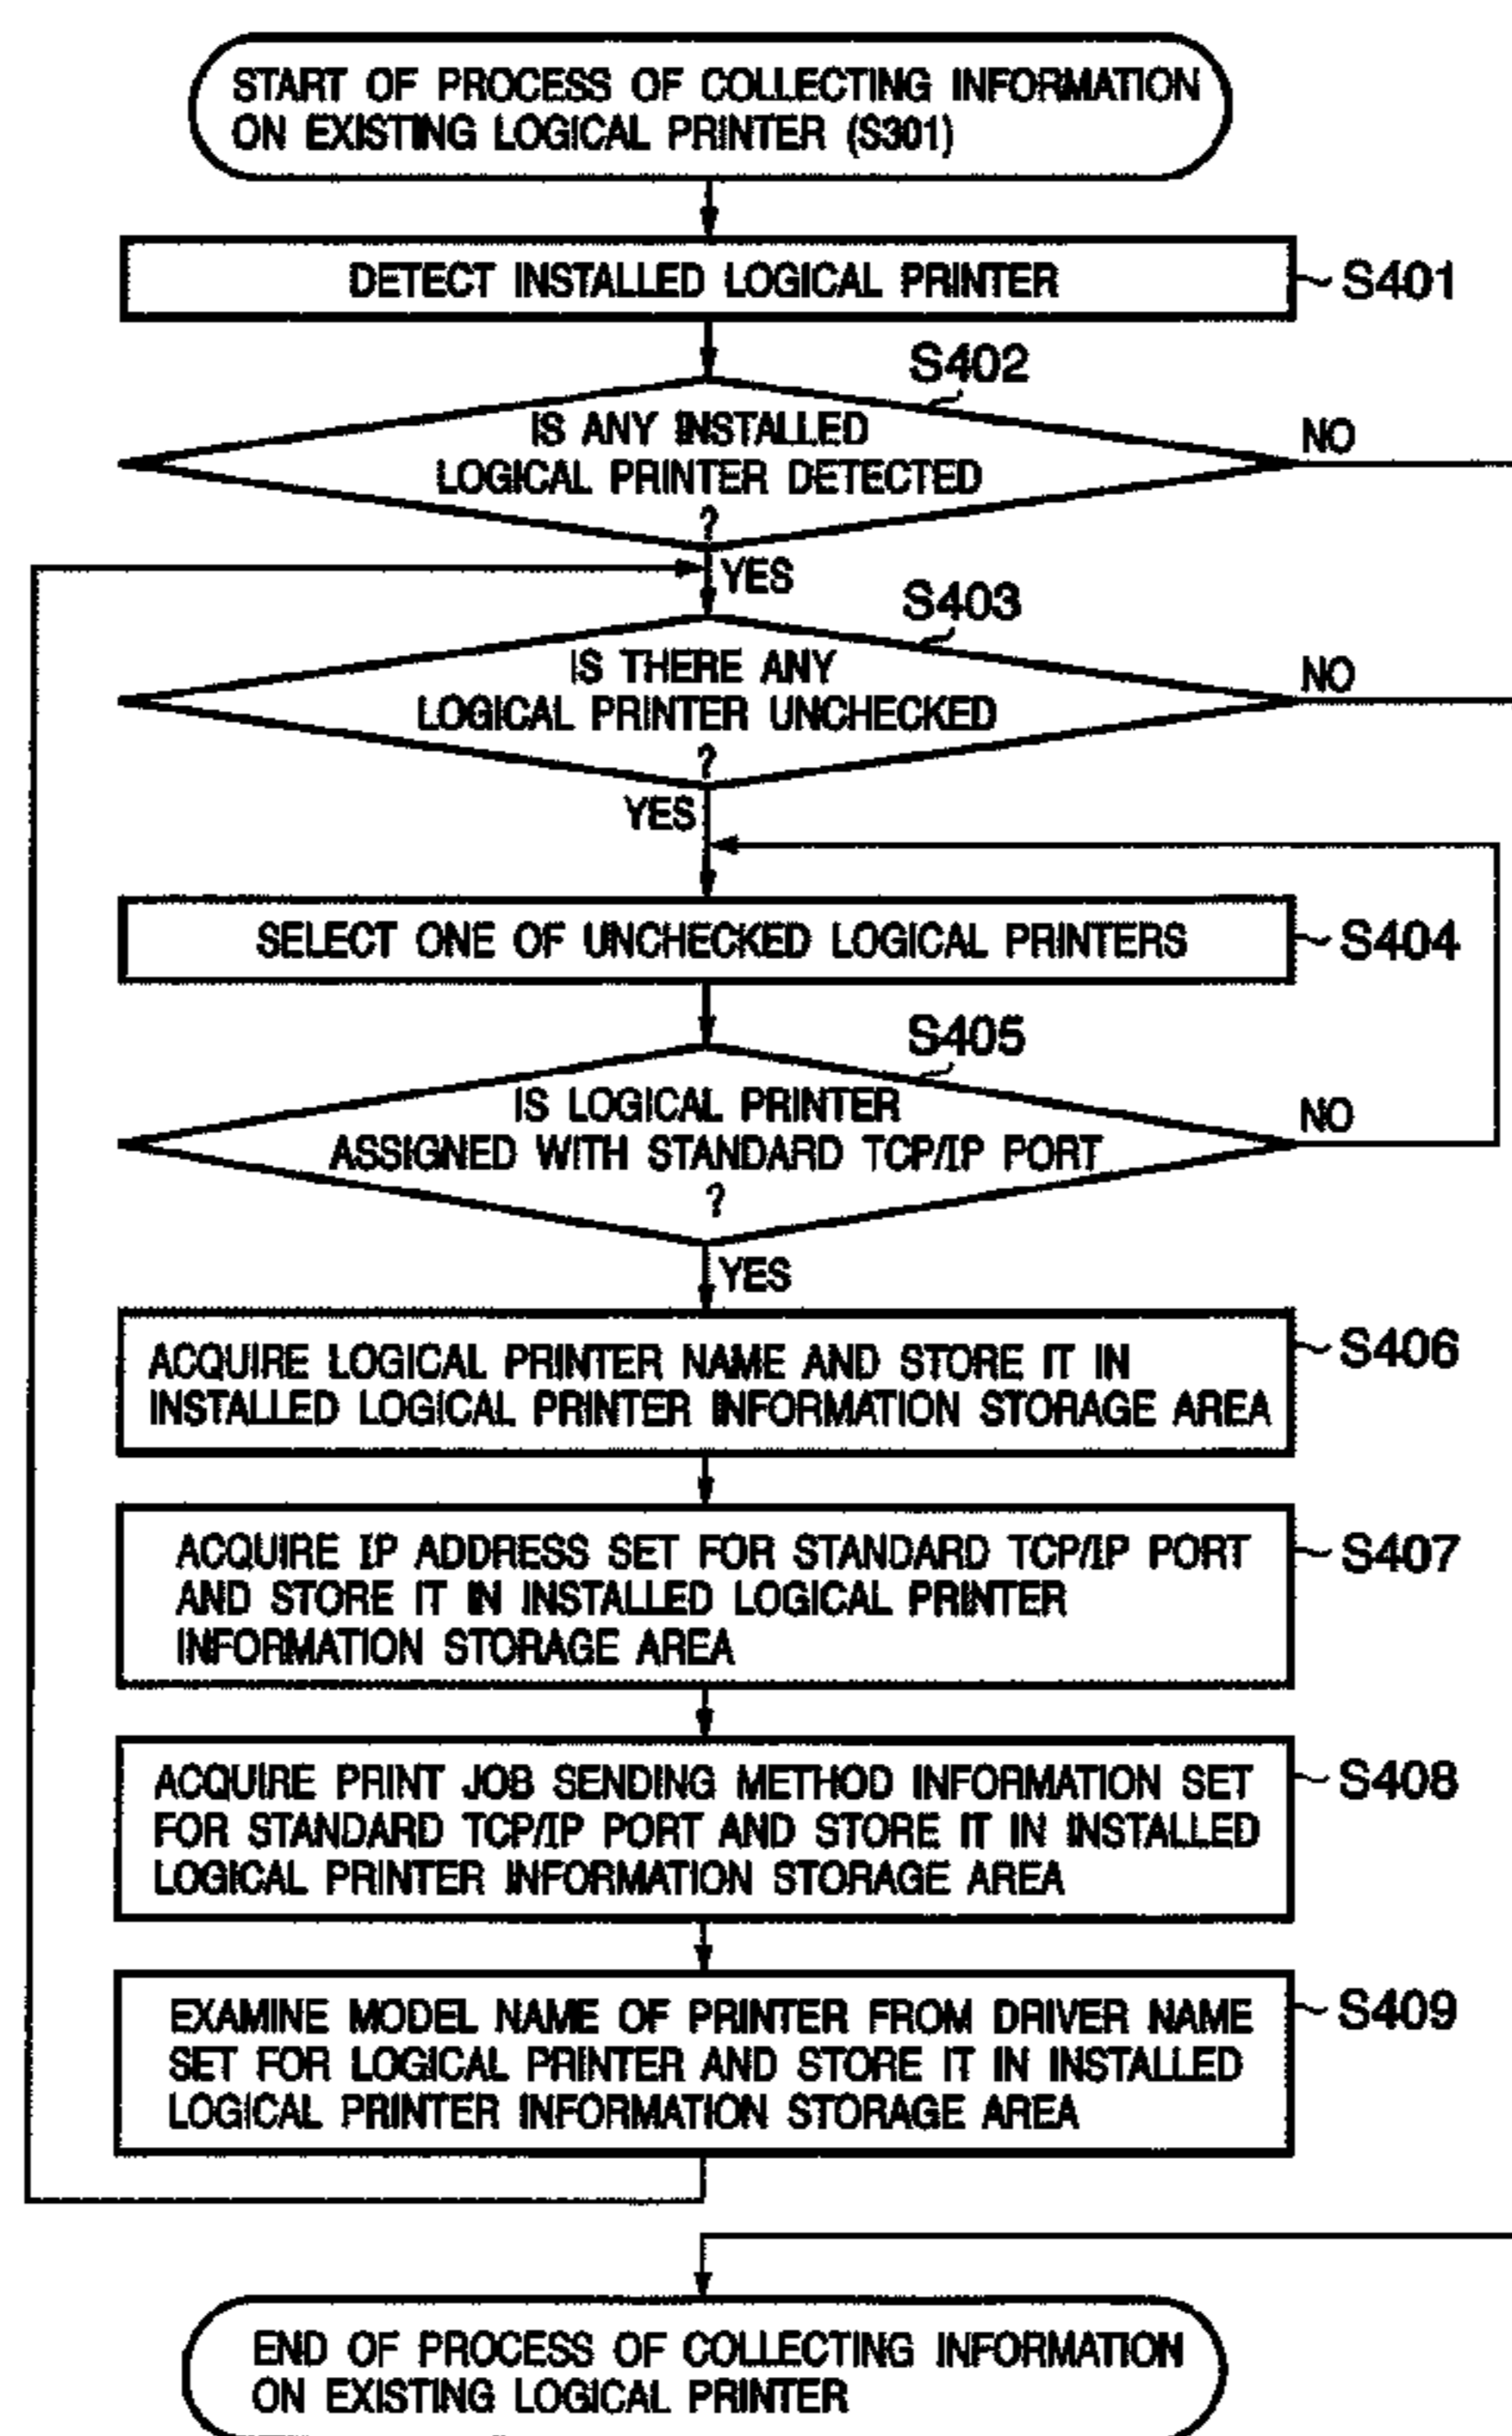 START OF PROCESS OF COLLECTING INFORMATION
ON EXISTING LOGICAL PRINTER (S301)
DETECT INSTALLED LOGICAL PRINTER
S401
S402
IS ANY INSTALLED
LOGICAL PRINTER DETECTED
?
NO
YES
S403
IS THERE ANY
LOGICAL PRINTER UNCHECKED
?
NO
YES
SELECT ONE OF UNCHECKED LOGICAL PRINTERS
S404
S405
IS LOGICAL PRINTER
ASSIGNED WITH STANDARD TCP/IP PORT
?
NO
YES
ACQUIRE LOGICAL PRINTER NAME AND STORE IT IN
INSTALLED LOGICAL PRINTER INFORMATION STORAGE AREA
S406
ACQUIRE IP ADDRESS SET FOR STANDARD TCP/IP PORT
AND STORE IT IN INSTALLED LOGICAL PRINTER
INFORMATION STORAGE AREA
S407
ACQUIRE PRINT JOB SENDING METHOD INFORMATION SET
FOR STANDARD TCP/IP PORT AND STORE IT IN INSTALLED
LOGICAL PRINTER INFORMATION STORAGE AREA
S408
EXAMINE MODEL NAME OF PRINTER FROM DRIVER NAME
SET FOR LOGICAL PRINTER AND STORE IT IN INSTALLED
LOGICAL PRINTER INFORMATION STORAGE AREA
S409
END OF PROCESS OF COLLECTING INFORMATION
ON EXISTING LOGICAL PRINTER